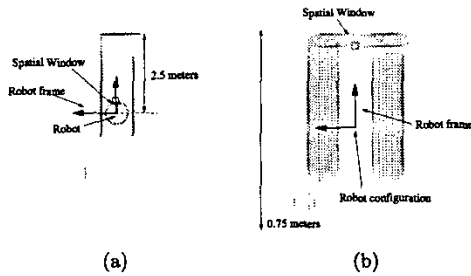 Spatial Window
2.5 meters
Robot frame
Robot
(a)
Spatial Window
Robot frame
Robot configuration
0.75 meters
(b)